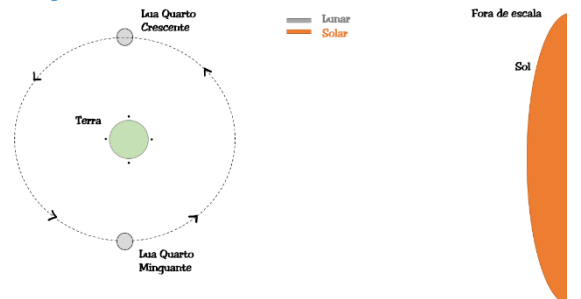 Lua Quarto
Crescente
Lunar
Solar
Fora de escala
Sol
Terra
Lua Quarto
Minguante